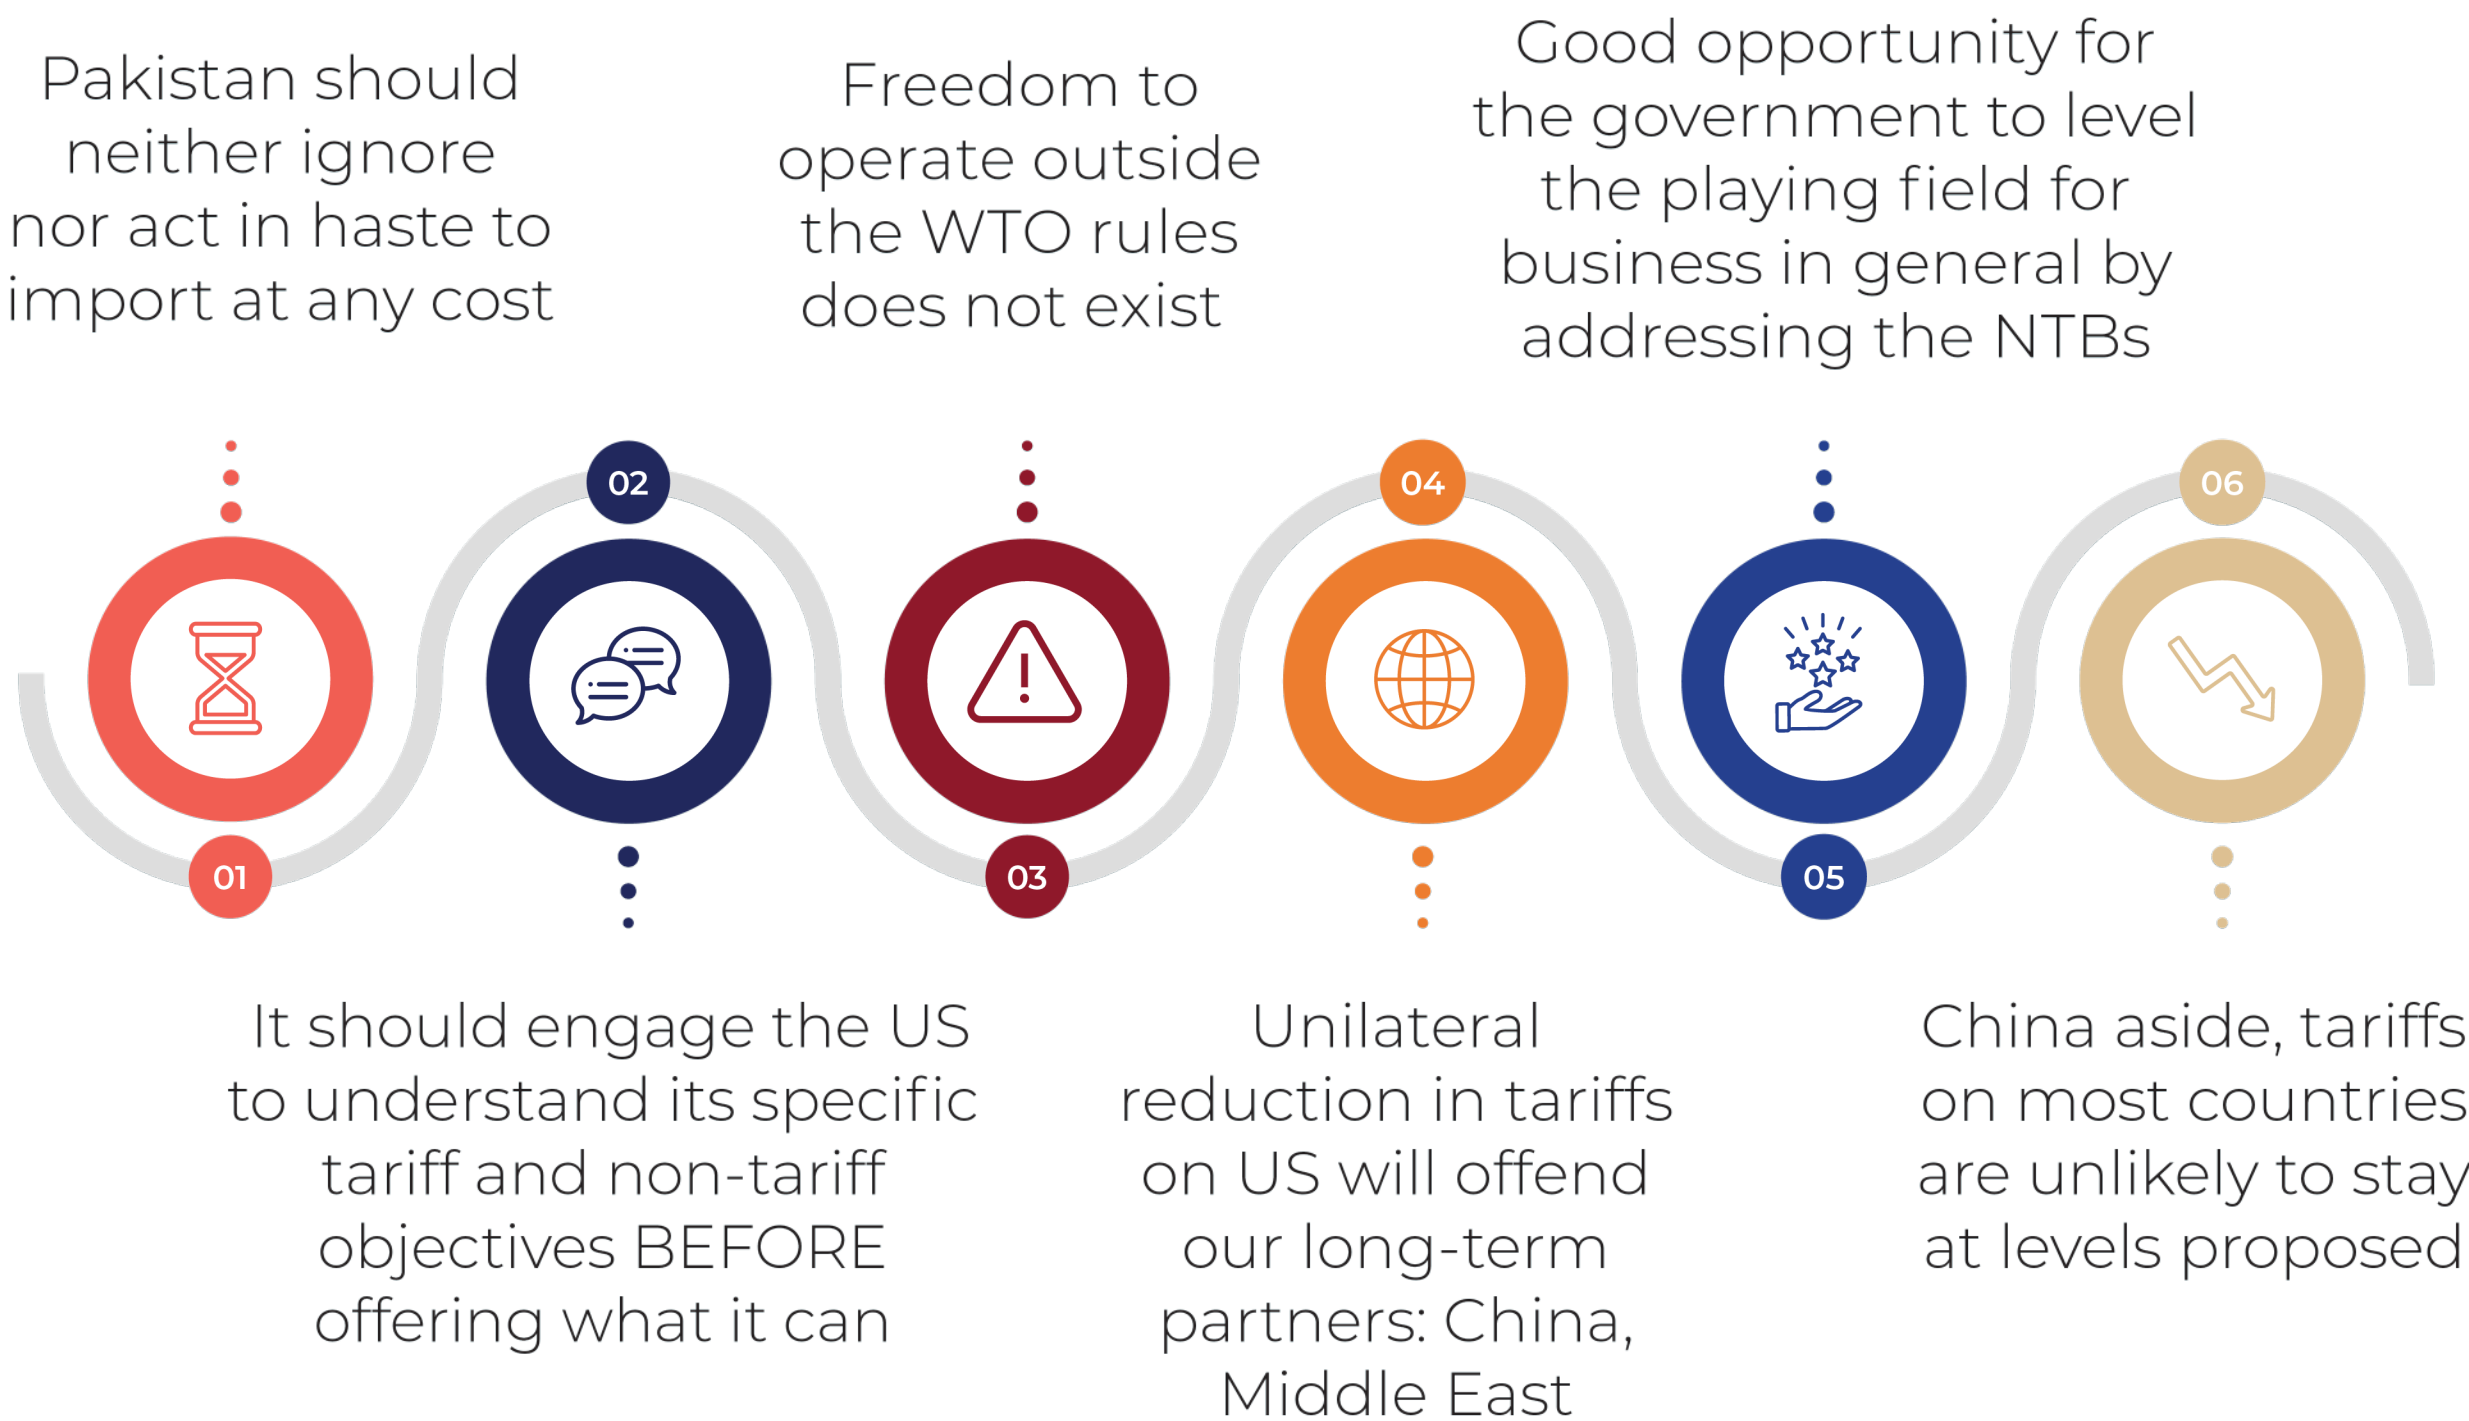 Pakistan should
neither ignore
nor act in haste to
import at any cost
01
02
It should engage the US
to understand its specific
tariff and non-tariff
objectives BEFORE
offering what it can
Freedom to
operate outside
the WTO rules
does not exist
03
04
Unilateral
reduction in tariffs
on US will offend
our long-term
partners: China,
Middle East
Good opportunity for
the government to level
the playing field for
business in general by
addressing the NTBs
05
06
China aside, tariffs
on most countries
are unlikely to stay
at levels proposed